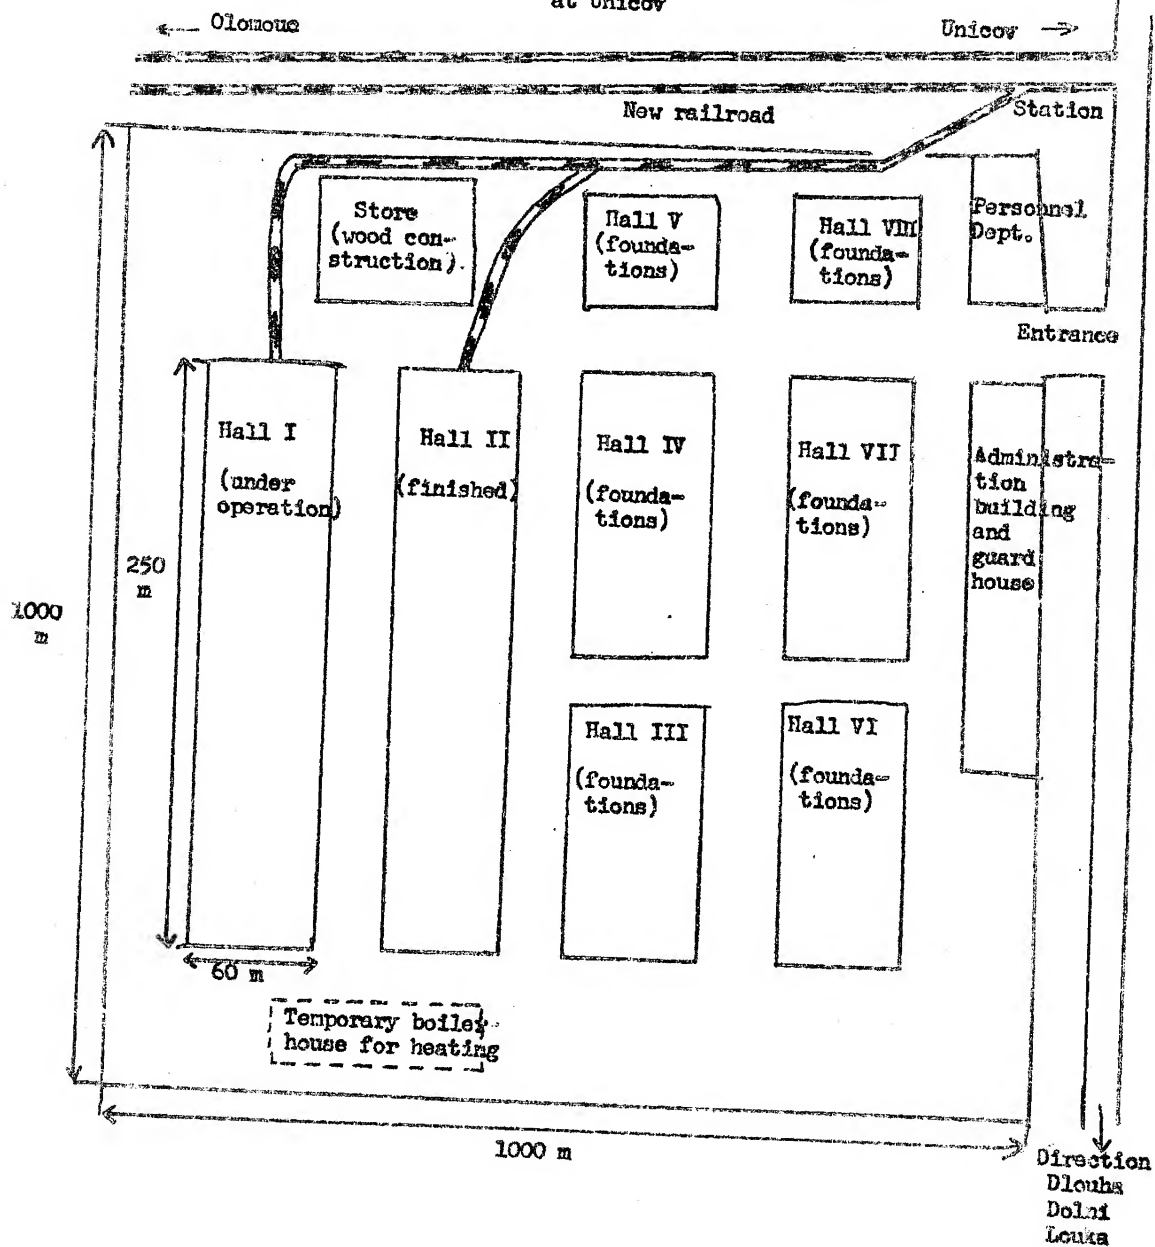 at Unicov
← Olomouc
Unicov →
New railroad
Station
Store
(wood con-
struction).
Hall V
(founda-
tions)
Hall VIII
(founda-
tions)
Personnel
Dept.
Entrance
Hall I
(under
operation)
Hall II
(finished)
Hall IV
(founda-
tions)
Hall VII
(founda-
tions)
Administra-
tion
building
and
guard
house
250
m
1000
m
Hall III
(founda-
tions)
Hall VI
(founda-
tions)
60 m
Temporary boiler
house for heating
1000 m
Direction
Dlouha
Dolni
Louka